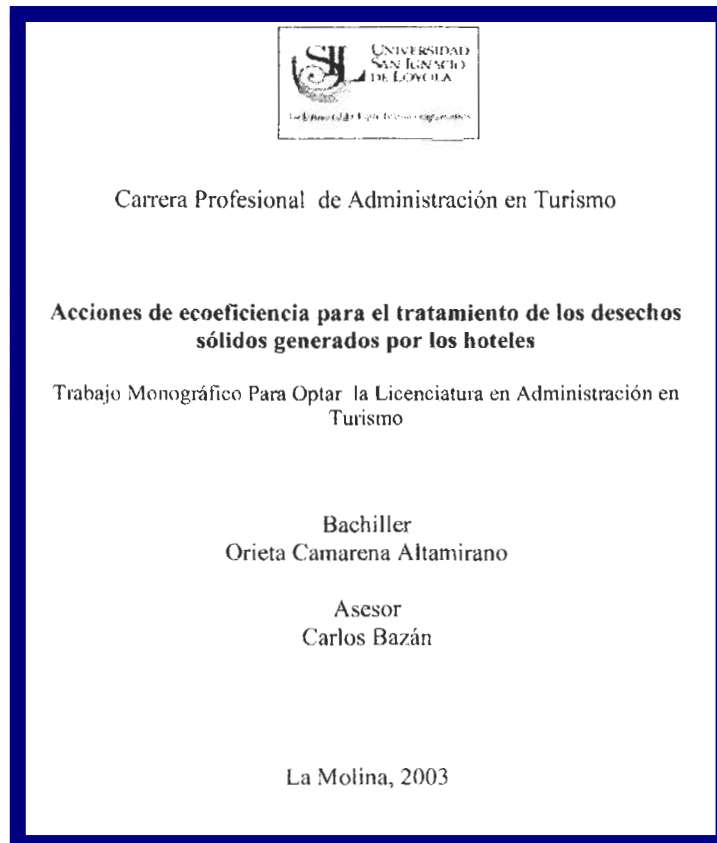 SIL
UNIVERSIDAD
SAN IGNACIO
DE LOYOLA
Carrera Profesional de Administración en Turismo
Acciones de ecoeficiencia para el tratamiento de los desechos
sólidos generados por los hoteles
Trabajo Monográfico Para Optar la Licenciatura en Administración en
Turismo
Bachiller
Orieta Camarena Altamirano
Asesor
Carlos Bazán
La Molina, 2003